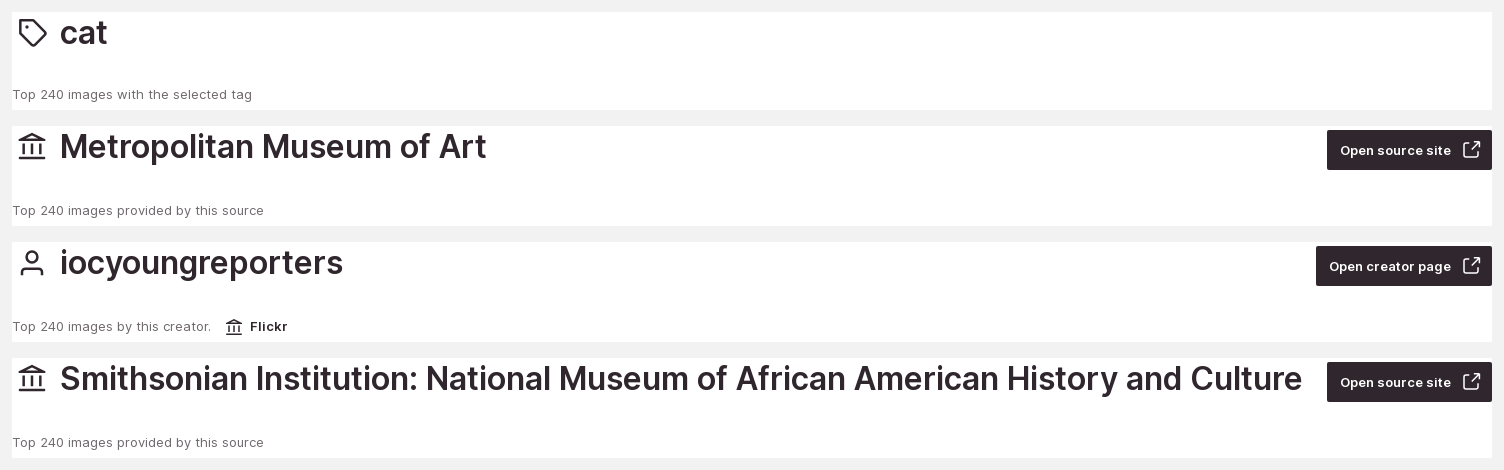 cat
Top 240 images with the selected tag
Metropolitan Museum of Art
Open source site
Top 240 images provided by this source
iocyoungreporters
Open creator page
Top 240 images by this creator. Flickr
Smithsonian Institution: National Museum of African American History and Culture
Open source site
Top 240 images provided by this source